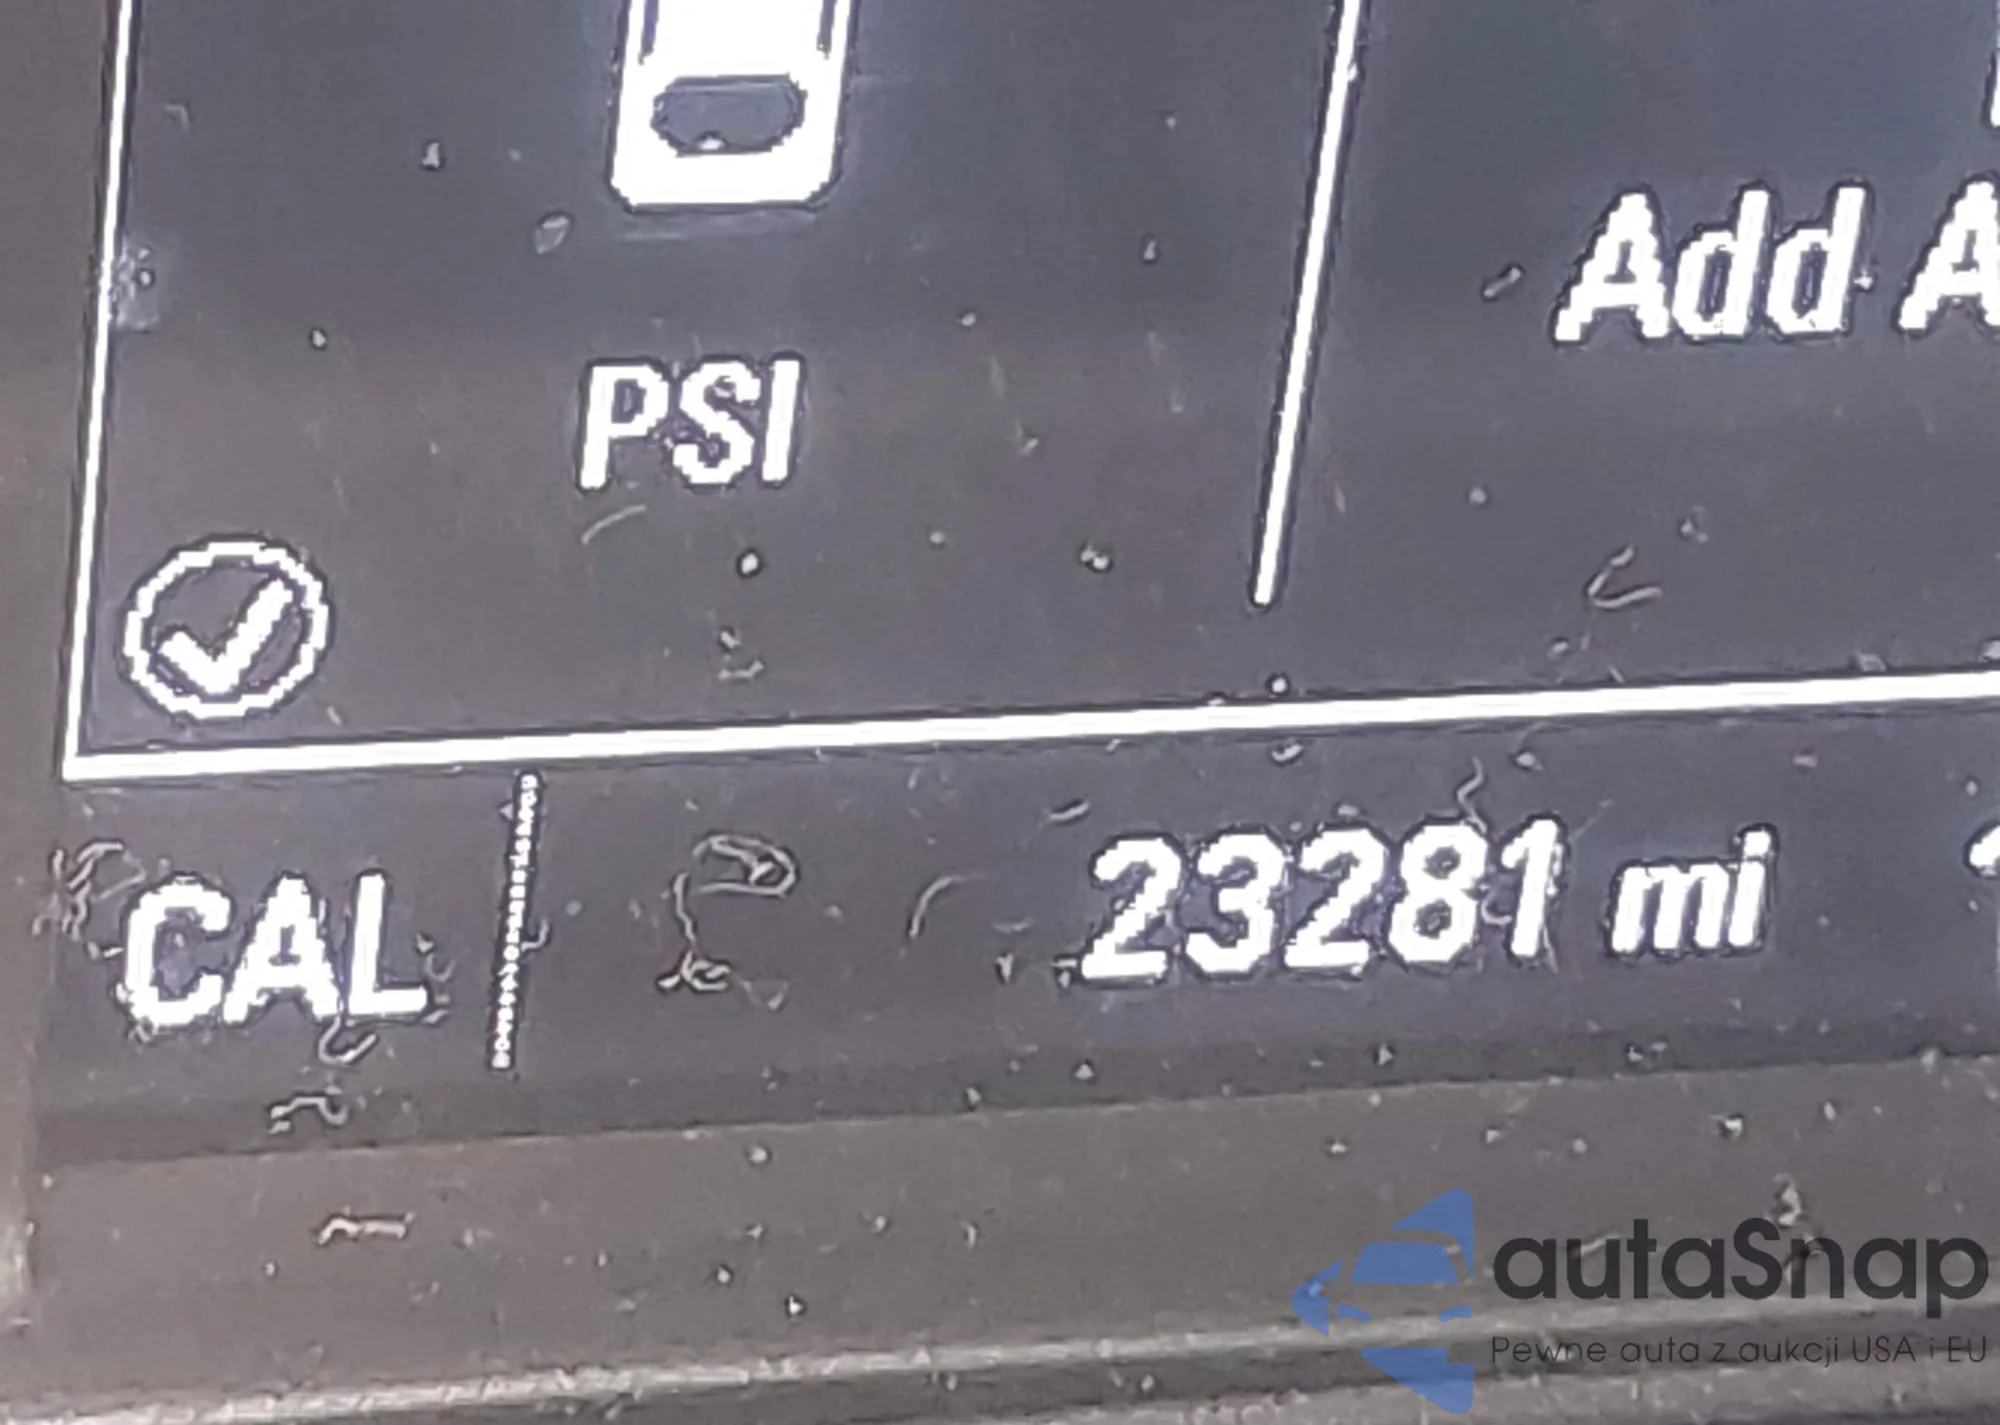 Add A
PSI
CAL
23281 mi
autaSnap
Pewne auta z aukcji USA i EU